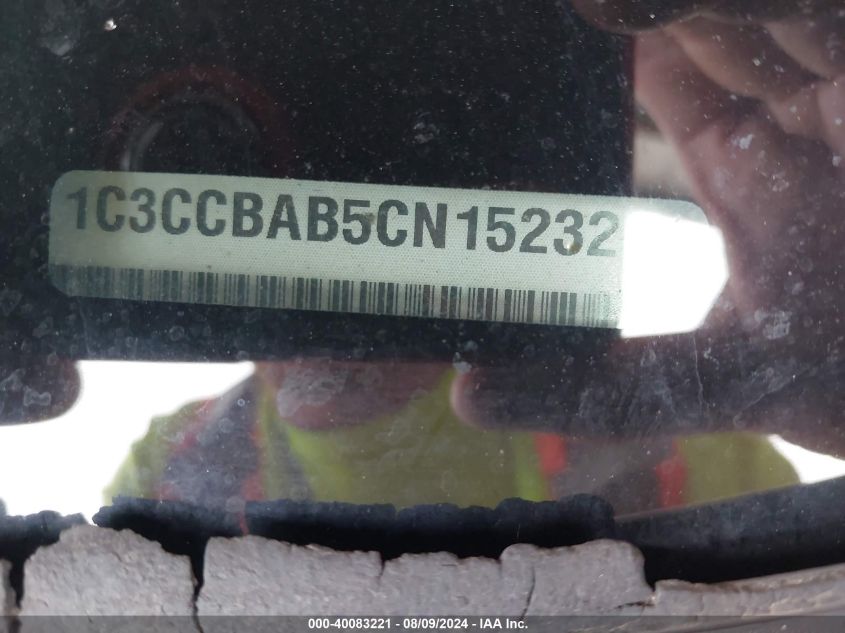 1C3CCBAB5CN15232
000-40083221 - 08/09/2024 - IAA Inc.